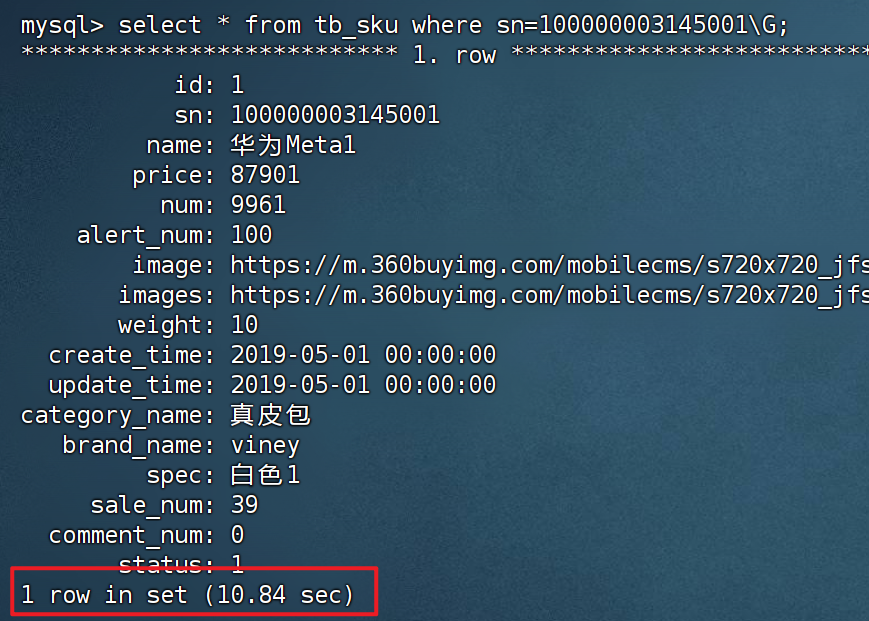 mysql> select * from tb_sku where sn=100000003145001\G;
*************************** 1. row **************************
id: 1
sn: 100000003145001
name: 华为Meta1
price: 87901
num: 9961
alert_num: 100
image: https://m.360buyimg.com/mobilecms/s720x720_jfs
images: https://m.360buyimg.com/mobilecms/s720x720_jfs
weight: 10
create_time: 2019-05-01 00:00:00
update_time: 2019-05-01 00:00:00
category_name: 真皮包
brand_name: viney
spec: 白色1
sale_num: 39
comment_num: 0
status: 1
1 row in set (10.84 sec)